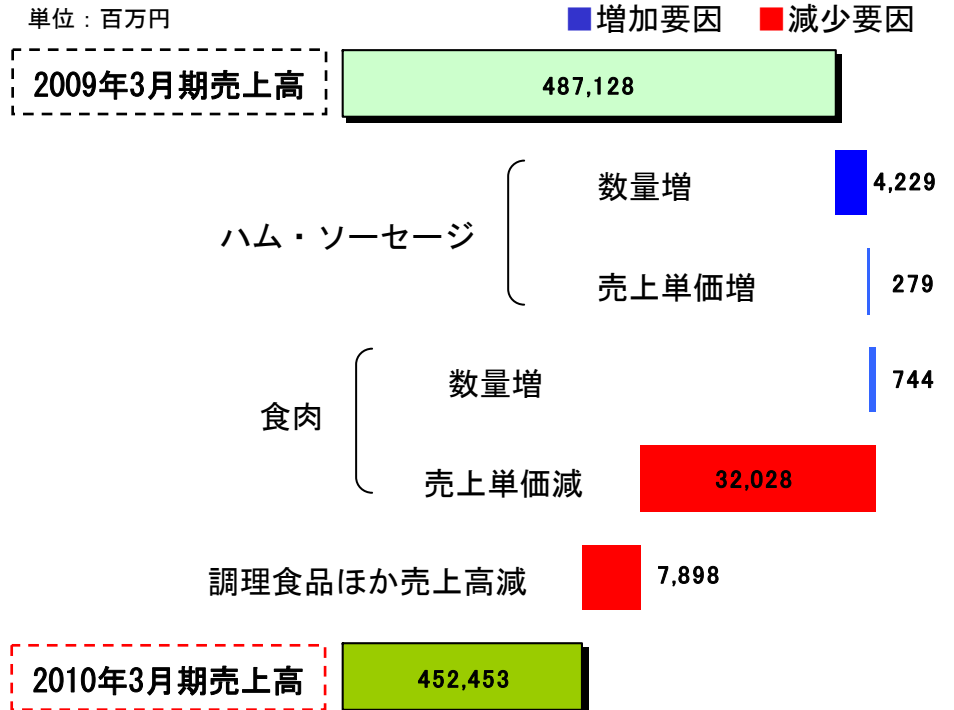 単位：百万円
■増加要因 ■減少要因
2009年3月期売上高
487,128
数量増
4,229
ハム・ソーセージ
売上単価増
279
数量増
744
食肉
売上単価減
32,028
調理食品ほか売上高減
7,898
2010年3月期売上高
452,453